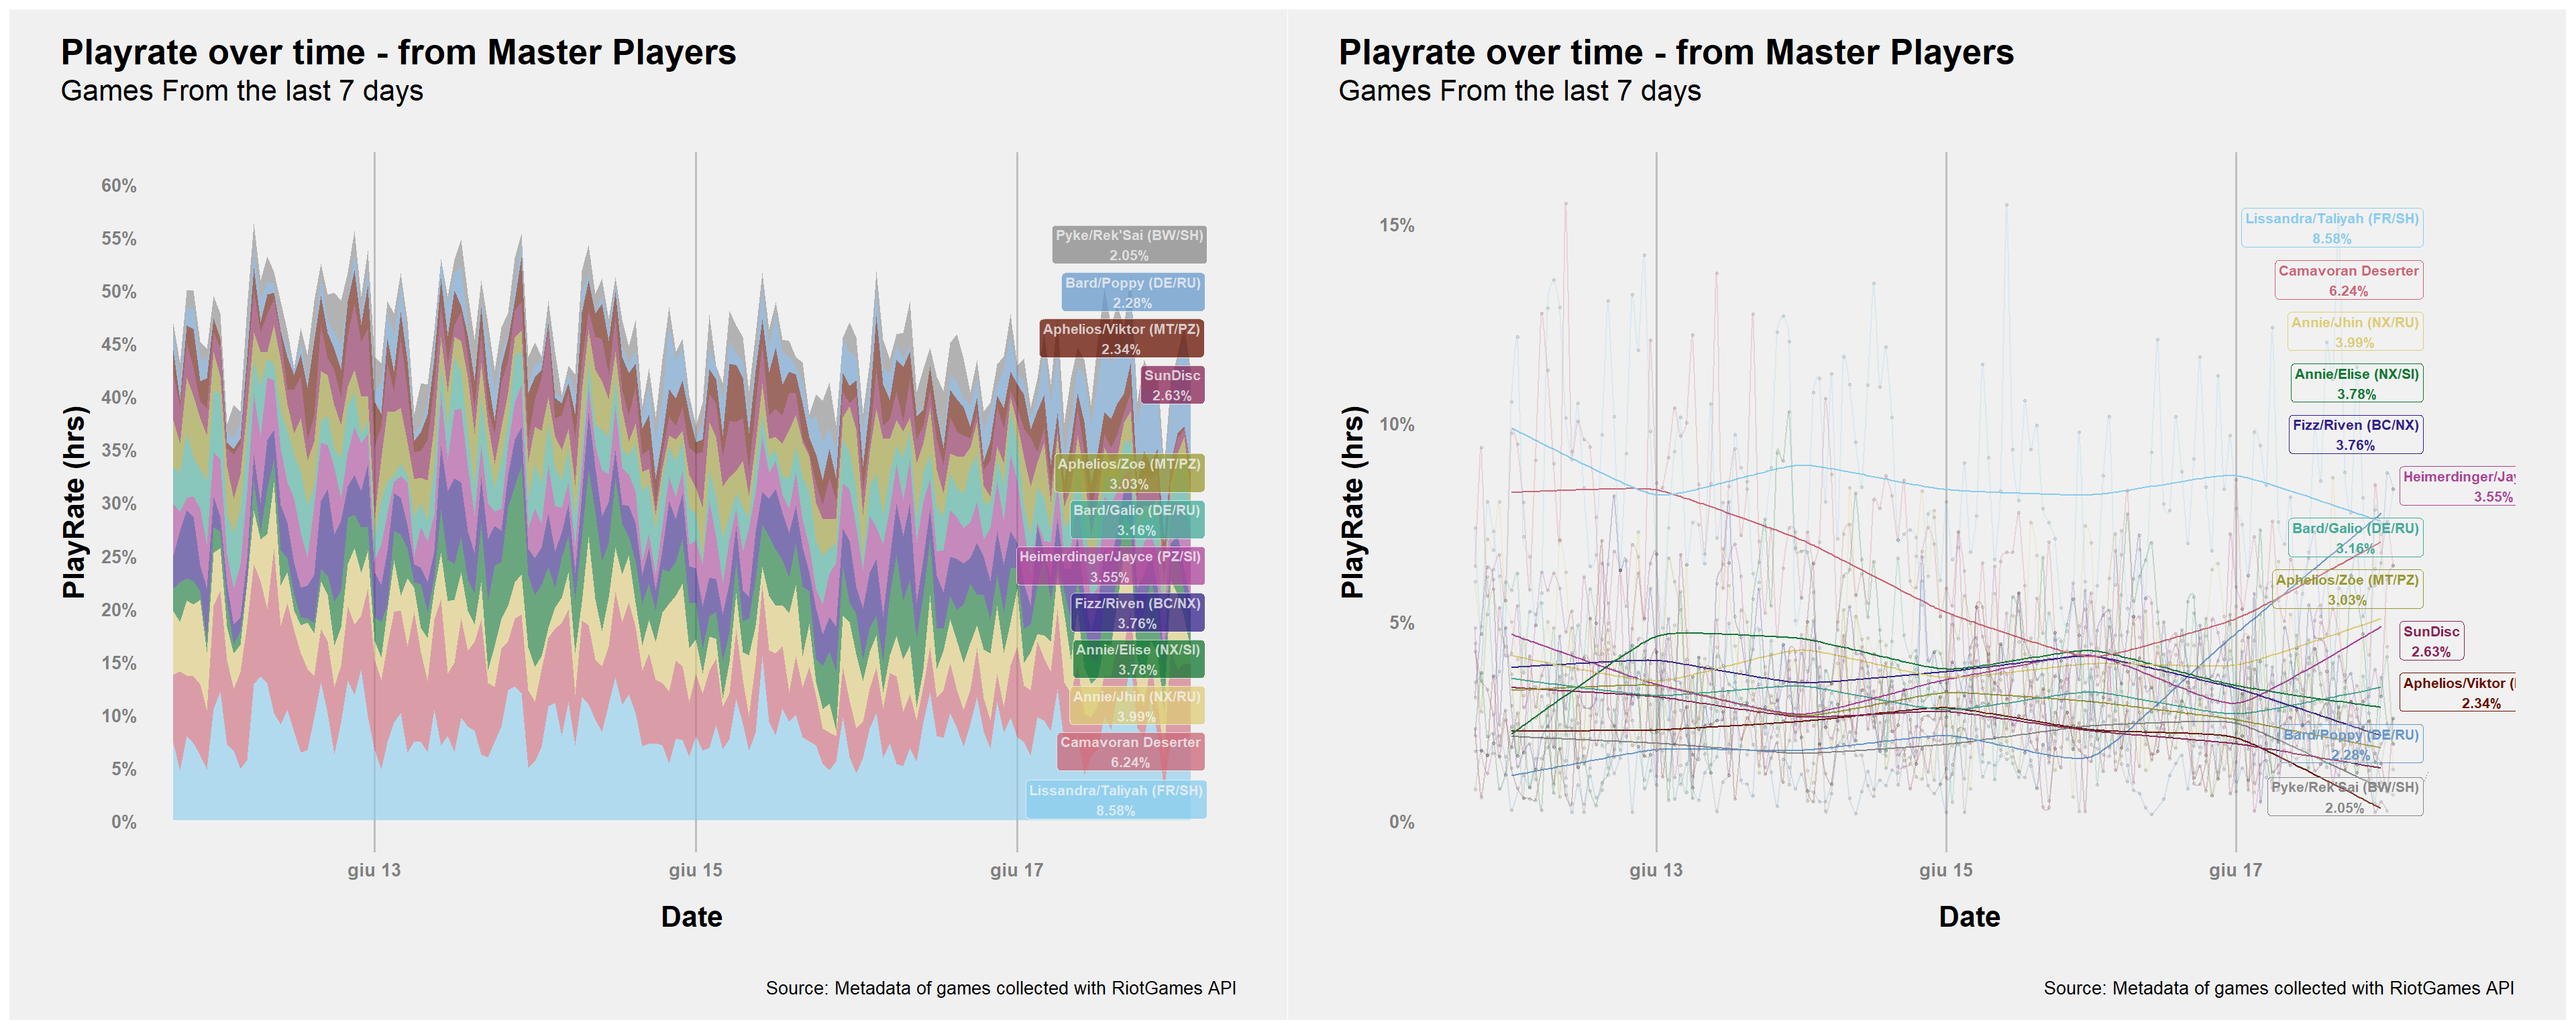 Playrate over time - from Master Players
Games From the last 7 days
PlayRate (hrs)
60%
55%
50%
45%
40%
35%
30%
25%
20%
15%
10%
5%
0%
Pyke/Rek'Sai (BW/SH)
2.05%
Bard/Poppy (DE/RU)
2.28%
Aphelios/Viktor (MT/PZ)
2.34%
SunDisc
2.63%
Aphelios/Zoe (MT/PZ)
3.03%
Bard/Galio (DE/RU)
3.16%
Heimerdinger/Jayce (PZ/SI)
3.55%
Fizz/Riven (BC/NX)
3.76%
Annie/Elise (NX/SI)
3.78%
Annie/Jhin (NX/RU)
3.99%
Camavoran Deserter
6.24%
Lissandra/Taliyah (FR/SH)
8.58%
giu 13
giu 15
giu 17
Date
Source: Metadata of games collected with RiotGames API
Playrate over time - from Master Players
Games From the last 7 days
PlayRate (hrs)
15%
10%
5%
0%
Lissandra/Taliyah (FR/SH)
8.58%
Camavoran Deserter
6.24%
Annie/Jhin (NX/RU)
3.99%
Annie/Elise (NX/SI)
3.78%
Fizz/Riven (BC/NX)
3.76%
Heimerdinger/Jay
3.55%
Bard/Galio (DE/RU)
3.16%
Aphelios/Zoe (MT/PZ)
3.03%
SunDisc
2.63%
Aphelios/Viktor (
2.34%
Bard/Poppy (DE/RU)
2.28%
Pyke/Rek'Sai (BW/SH)
2.05%
giu 13
giu 15
giu 17
Date
Source: Metadata of games collected with RiotGames API